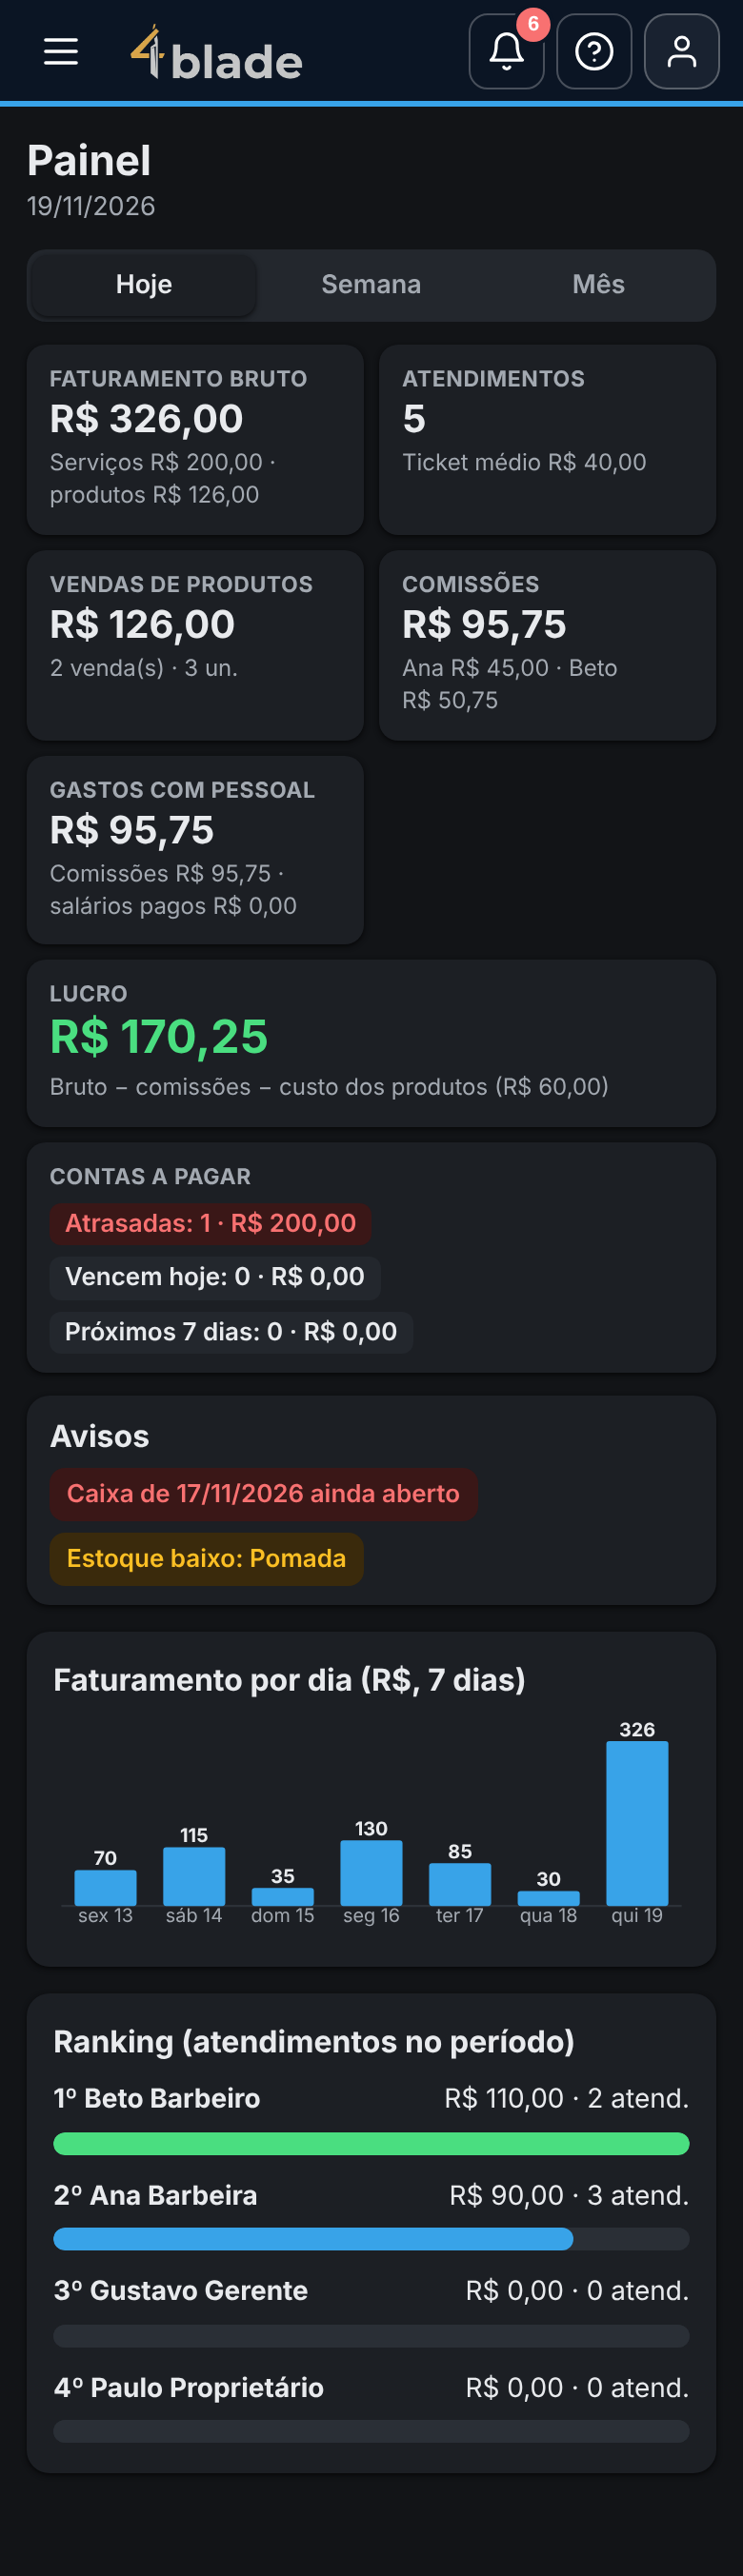 4blade
6
Painel
19/11/2026
Hoje
Semana
Mês
FATURAMENTO BRUTO
R$ 326,00
Serviços R$ 200,00 ·
produtos R$ 126,00
ATENDIMENTOS
5
Ticket médio R$ 40,00
VENDAS DE PRODUTOS
R$ 126,00
2 venda(s) · 3 un.
COMISSÕES
R$ 95,75
Ana R$ 45,00 · Beto
R$ 50,75
GASTOS COM PESSOAL
R$ 95,75
Comissões R$ 95,75 ·
salários pagos R$ 0,00
LUCRO
R$ 170,25
Bruto − comissões − custo dos produtos (R$ 60,00)
CONTAS A PAGAR
Atrasadas: 1 · R$ 200,00
Vencem hoje: 0 · R$ 0,00
Próximos 7 dias: 0 · R$ 0,00
Avisos
Caixa de 17/11/2026 ainda aberto
Estoque baixo: Pomada
Faturamento por dia (R$, 7 dias)
70 115 35 130 85 30 326
sex 13 sáb 14 dom 15 seg 16 ter 17 qua 18 qui 19
Ranking (atendimentos no período)
1º Beto Barbeiro R$ 110,00 · 2 atend.
2º Ana Barbeira R$ 90,00 · 3 atend.
3º Gustavo Gerente R$ 0,00 · 0 atend.
4º Paulo Proprietário R$ 0,00 · 0 atend.